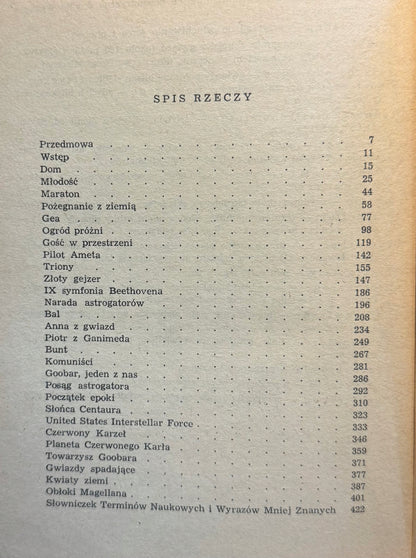 SPIS RZECZY
Przedmowa 7
Wstęp 11
Dom 15
Młodość 25
Maraton 44
Pożegnanie z ziemią 58
Gea 77
Ogród próżni 98
Gość w przestrzeni 119
Pilot Ameta 142
Triony 155
Złoty gejzer 147
IX symfonia Beethovena 186
Narada astrogatorów 196
Bal 208
Anna z gwiazd 234
Piotr z Ganimeda 249
Bunt 267
Komuniści 281
Goobar, jeden z nas 286
Posąg astrogatora 292
Początek epoki 310
Słońca Centaura 323
United States Interstellar Force 333
Czerwony Karzeł 346
Planeta Czerwonego Karła 359
Towarzysz Goobara 371
Gwiazdy spadające 377
Kwiaty ziemi 387
Obłoki Magellana 401
Słowniczek Terminów Naukowych i Wyrazów Mniej Znanych 422